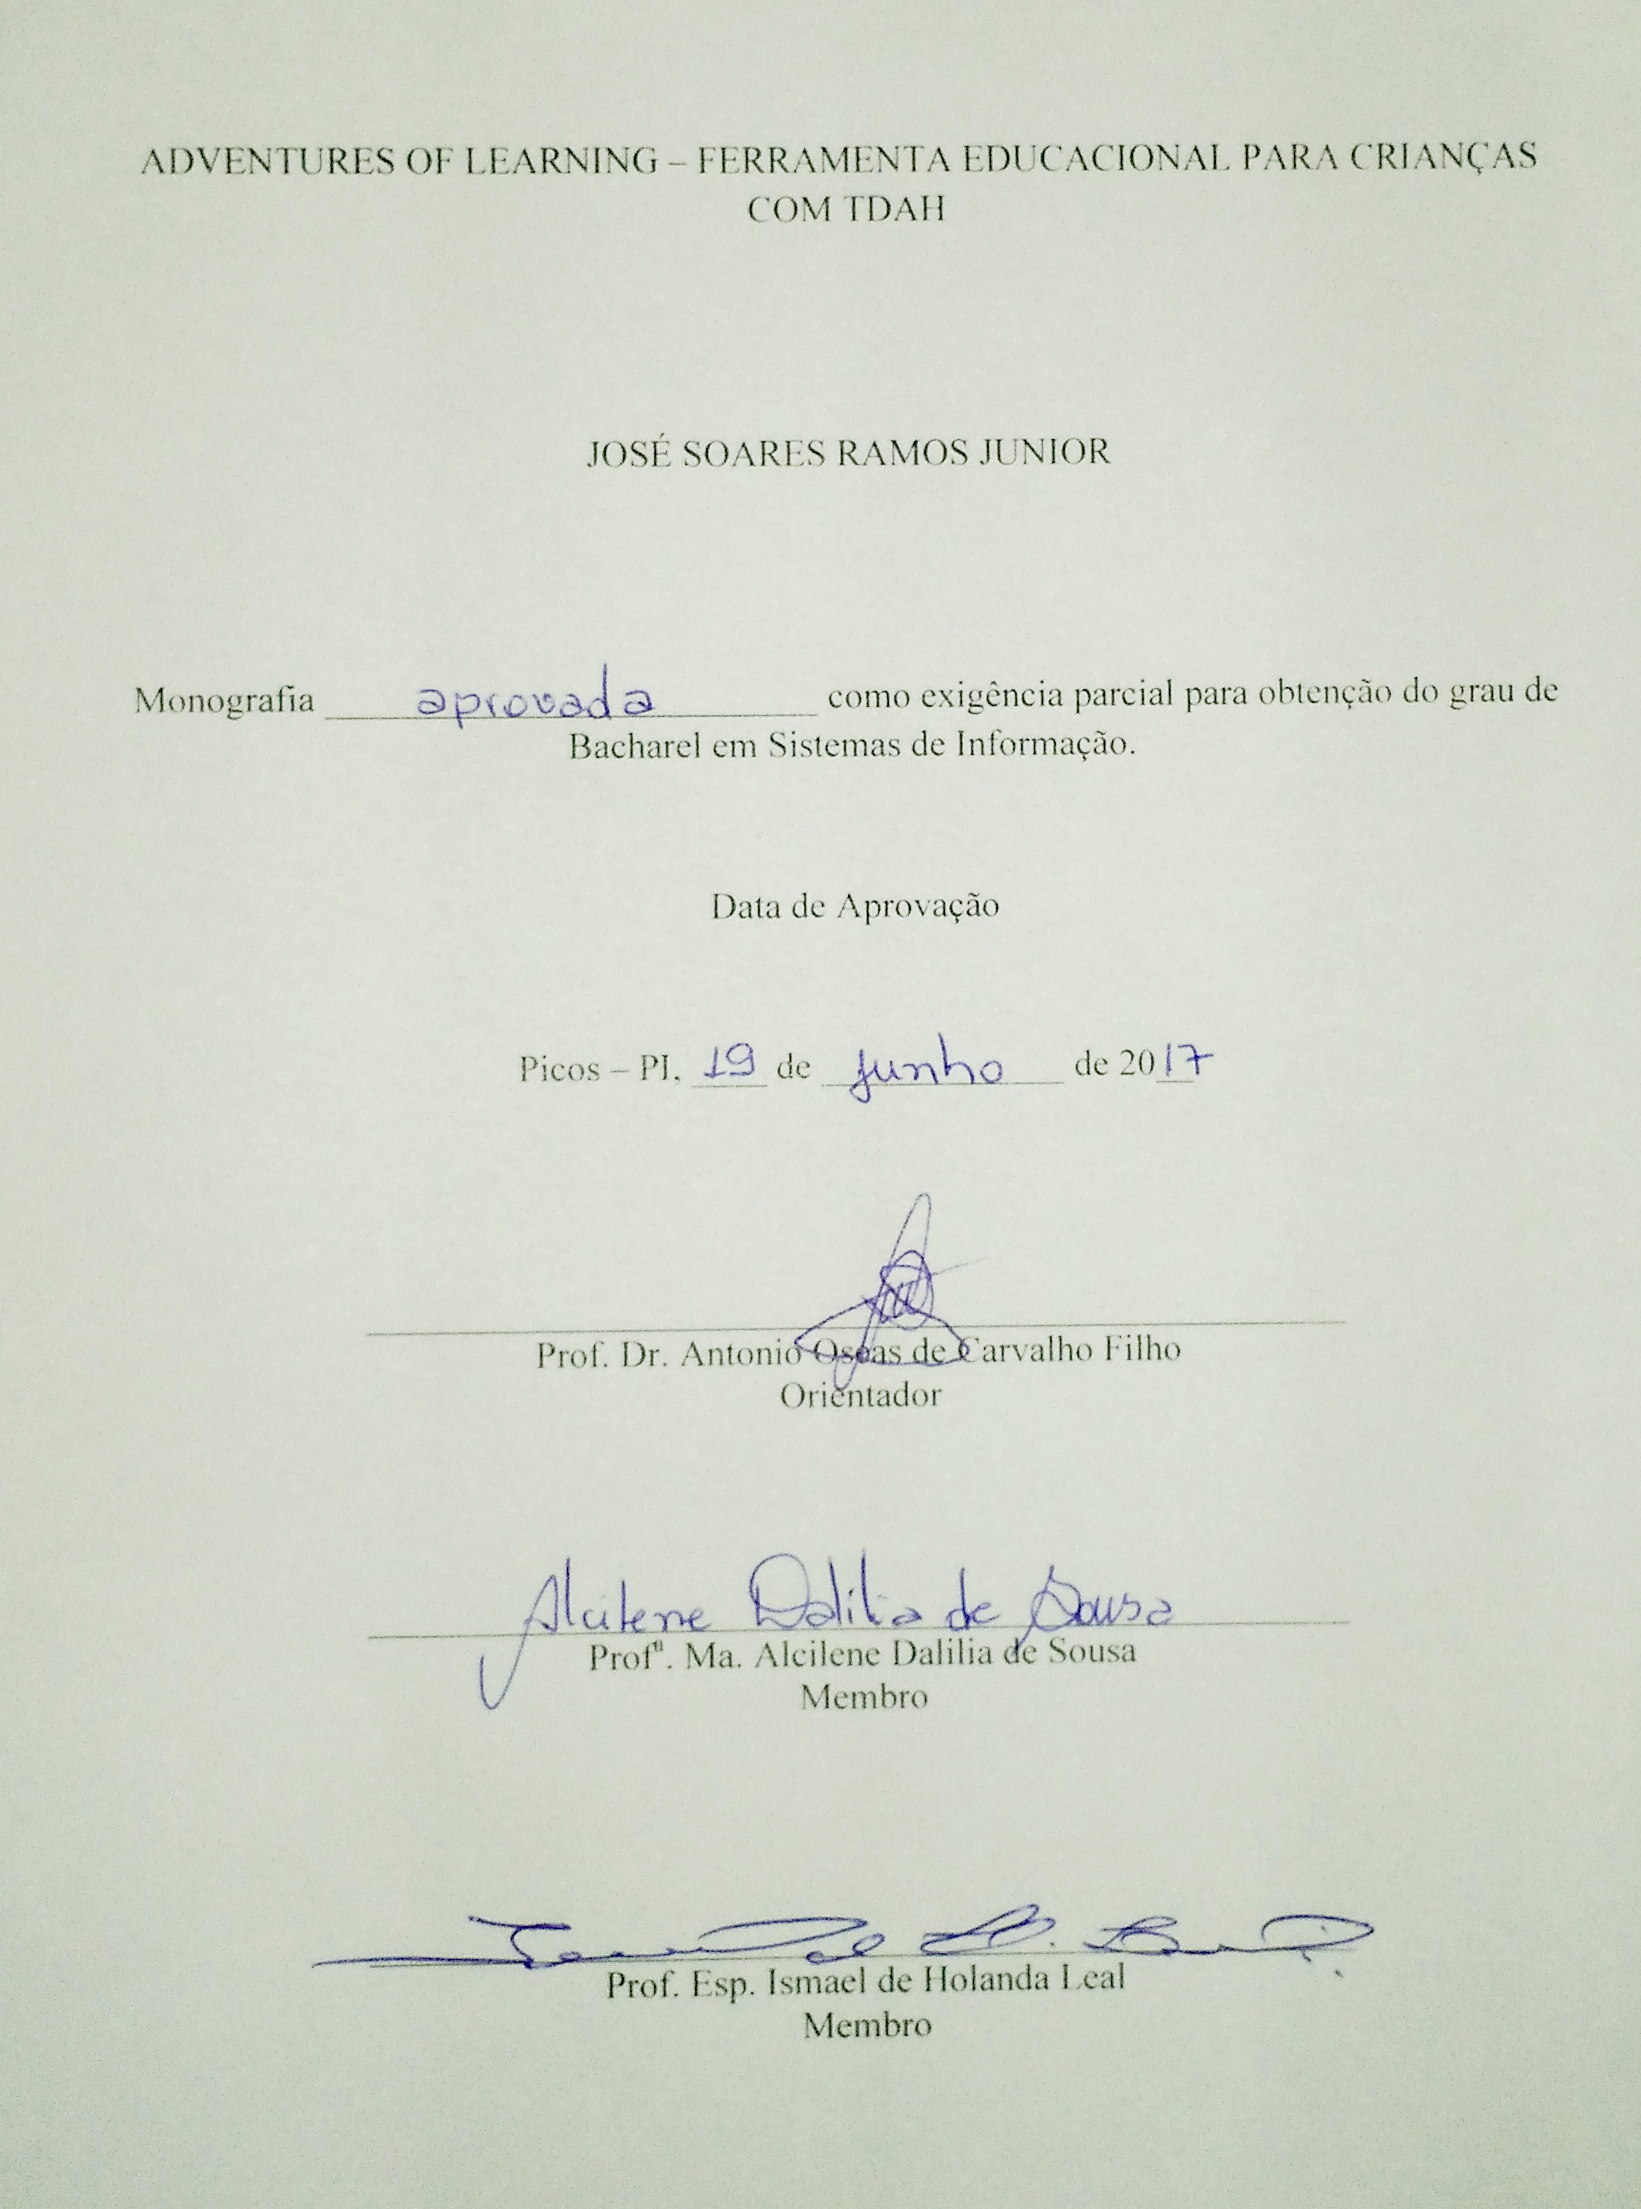 ADVENTURES OF LEARNING – FERRAMENTA EDUCACIONAL PARA CRIANÇAS
COM TDAH
JOSÉ SOARES RAMOS JUNIOR
Monografia aprovada como exigência parcial para obtenção do grau de
Bacharel em Sistemas de Informação.
Data de Aprovação
Picos – PI, 19 de junho de 2017
Prof. Dr. Antonio Oseas de Carvalho Filho
Orientador
Alcilene Dalilia de Sousa
Profª. Ma. Alcilene Dalilia de Sousa
Membro
Prof. Esp. Ismael de Holanda Leal
Membro